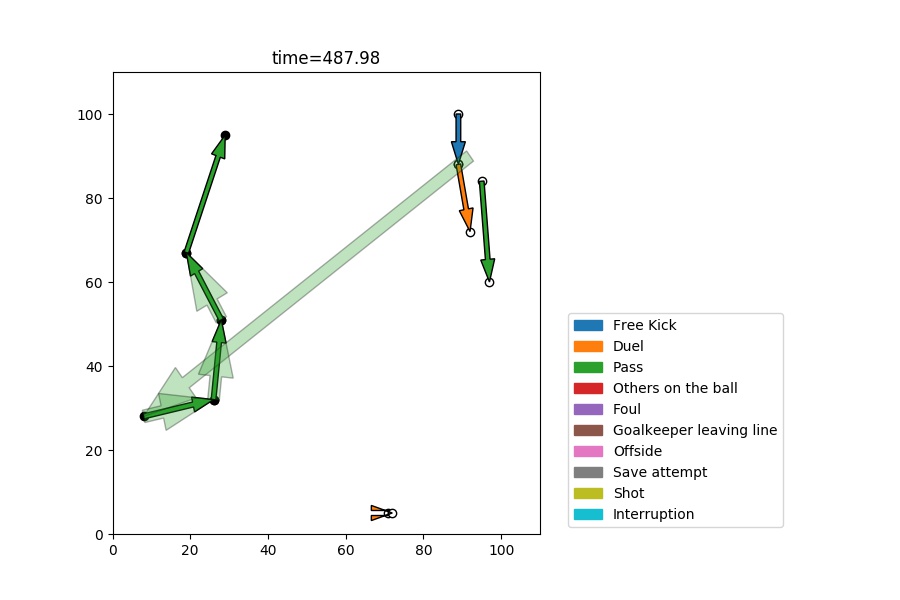 time=487.98
100
80
60
40
20
0
0 20 40 60 80 100
Free Kick
Duel
Pass
Others on the ball
Foul
Goalkeeper leaving line
Offside
Save attempt
Shot
Interruption